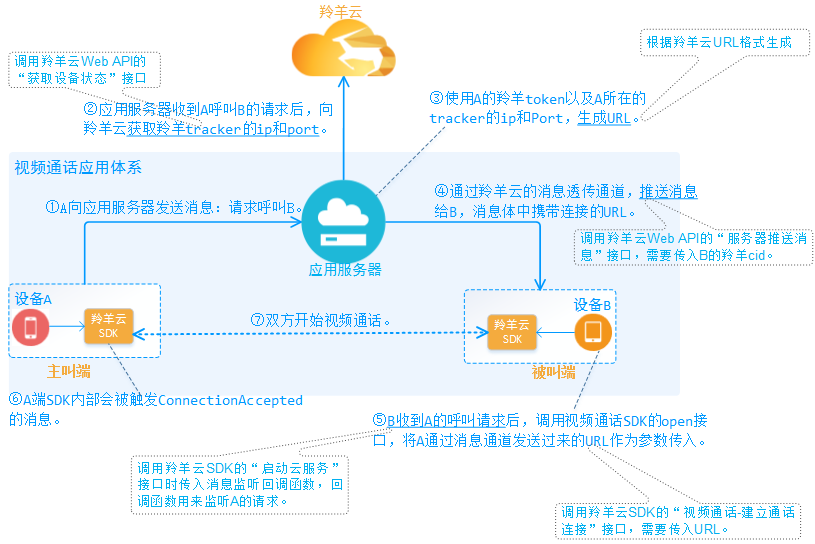 羚羊云
调用羚羊云Web API的
“获取设备状态”接口
根据羚羊云URL格式生成
②应用服务器收到A呼叫B的请求后，向
羚羊云获取羚羊tracker的ip和port。
③使用A的羚羊token以及A所在的
tracker的ip和Port，生成URL。
视频通话应用体系
①A向应用服务器发送消息：请求呼叫B。
④通过羚羊云的消息透传通道，推送消息
给B，消息体中携带连接的URL。
调用羚羊云Web API的“服务器推送消
息”接口，需要传入B的羚羊cid。
应用服务器
设备A
羚羊云
SDK
主叫端
⑦双方开始视频通话。
设备B
羚羊云
SDK
被叫端
⑥A端SDK内部会被触发ConnectionAccepted
的消息。
⑤B收到A的呼叫请求后，调用视频通话SDK的open接
口，将A通过消息通道发送过来的URL作为参数传入。
调用羚羊云SDK的“启动云服务”
接口时传入消息监听回调函数，回
调函数用来监听A的请求。
调用羚羊云SDK的“视频通话-建立通话
连接”接口，需要传入URL。